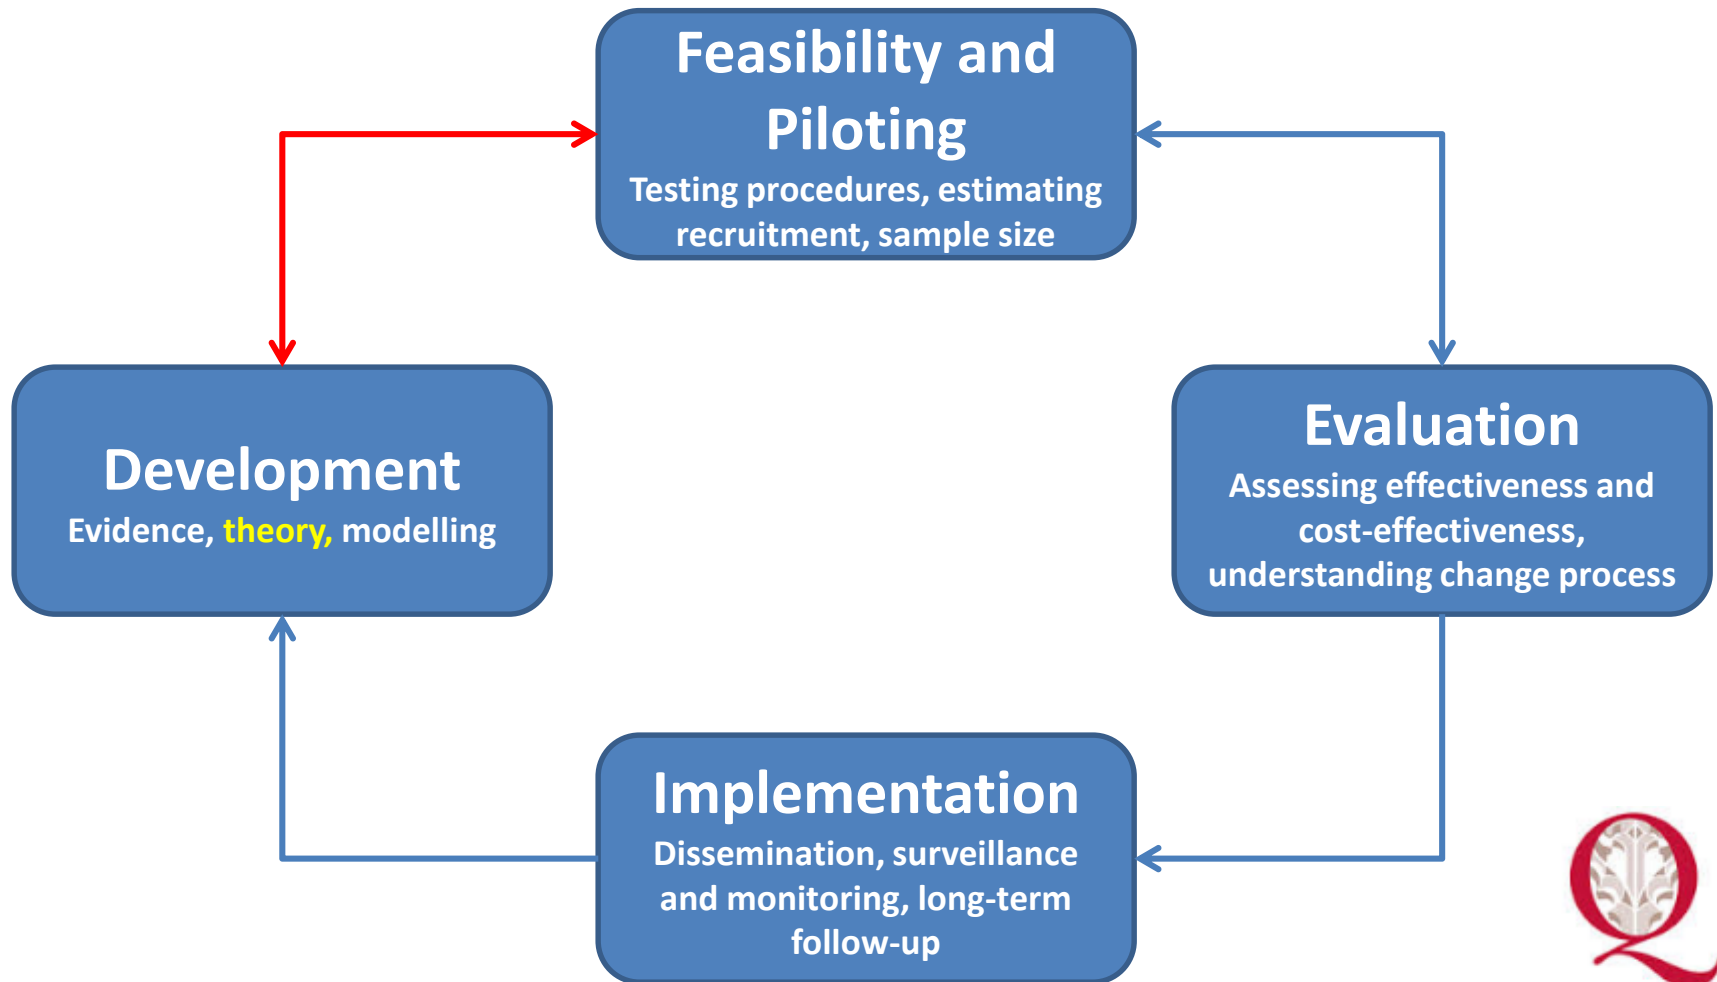 Feasibility and
Piloting
Testing procedures, estimating
recruitment, sample size
Development
Evidence, theory, modelling
Evaluation
Assessing effectiveness and
cost-effectiveness,
understanding change process
Implementation
Dissemination, surveillance
and monitoring, long-term
follow-up
Q